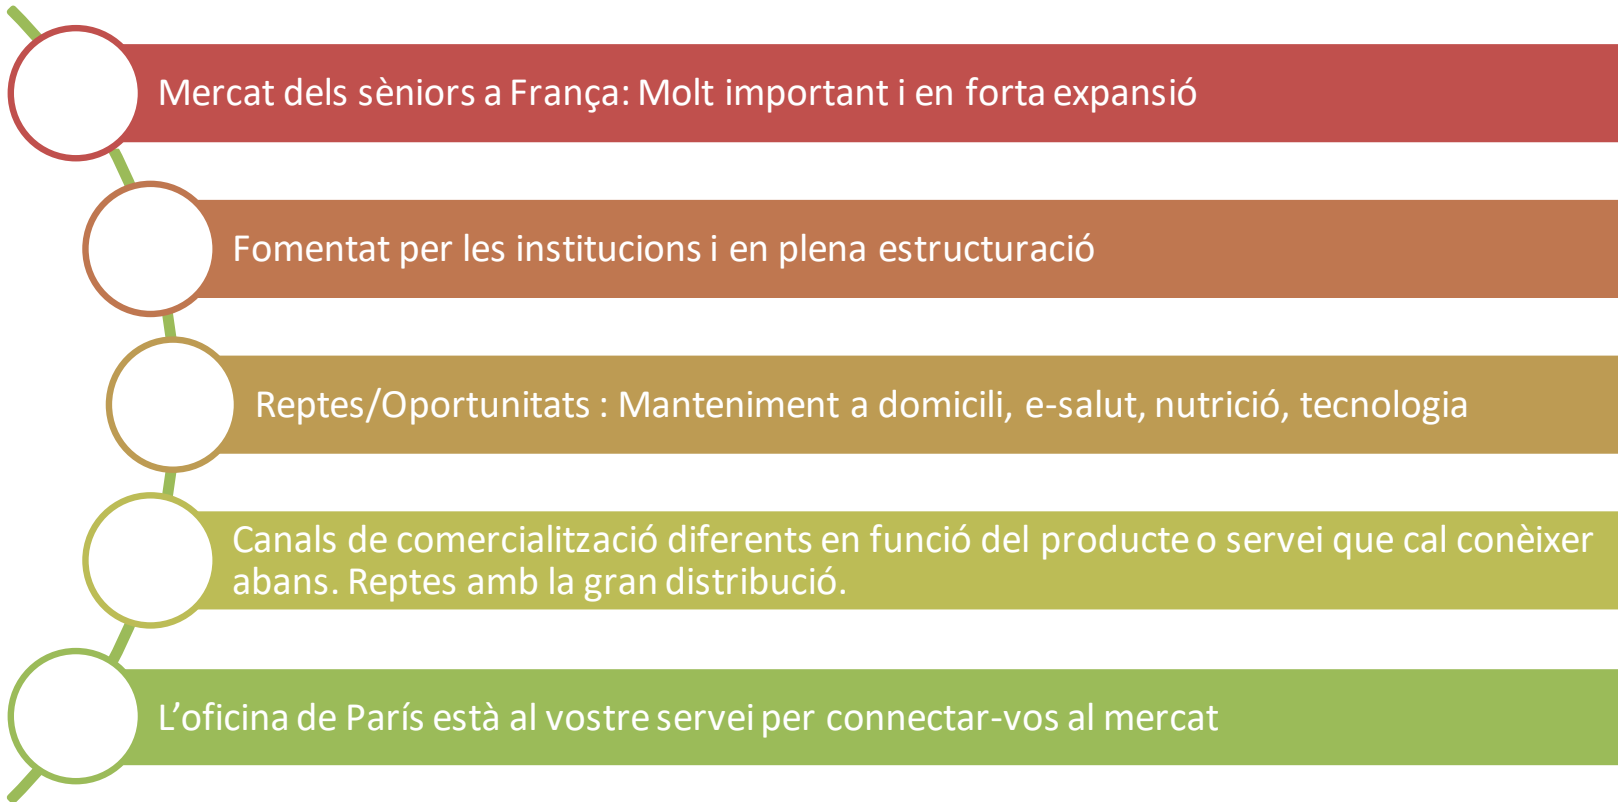 Mercat dels sèniors a França: Molt important i en forta expansió
Fomentat per les institucions i en plena estructuració
Reptes/Oportunitats : Manteniment a domicili, e-salut, nutrició, tecnologia
Canals de comercialització diferents en funció del producte o servei que cal conèixer
abans. Reptes amb la gran distribució.
L’oficina de París està al vostre servei per connectar-vos al mercat